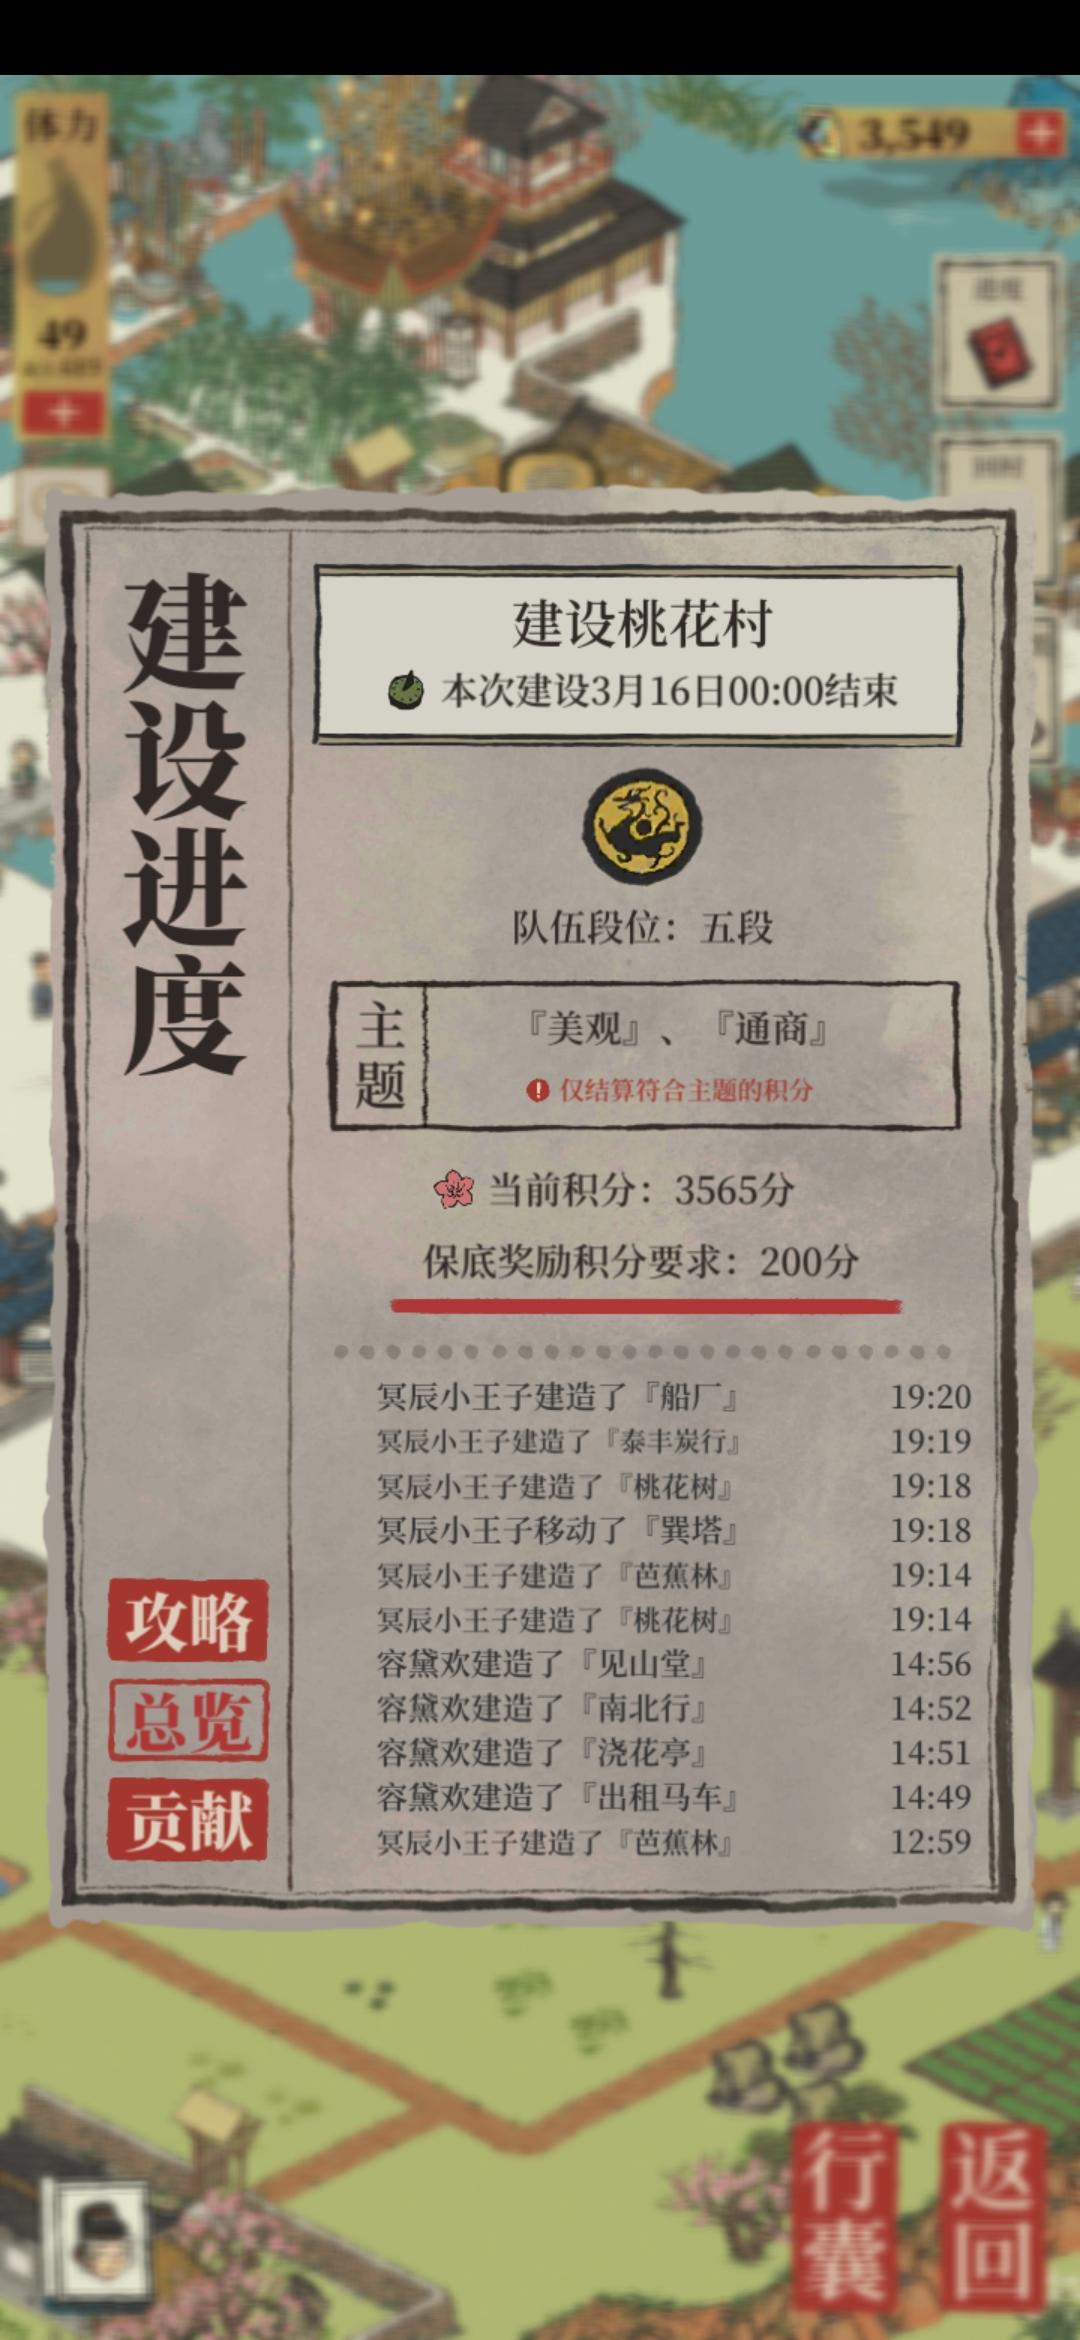 体力
3,549
49
进度
建设进度
建设桃花村
本次建设3月16日00:00结束
队伍段位：五段
主题
『美观』、『通商』
仅结算符合主题的积分
当前积分：3565分
保底奖励积分要求：200分
冥辰小王子建造了『船厂』 19:20
冥辰小王子建造了『泰丰炭行』 19:19
冥辰小王子建造了『桃花树』 19:18
冥辰小王子移动了『巽塔』 19:18
冥辰小王子建造了『芭蕉林』 19:14
冥辰小王子建造了『桃花树』 19:14
容黛欢建造了『见山堂』 14:56
容黛欢建造了『南北行』 14:52
容黛欢建造了『浇花亭』 14:51
容黛欢建造了『出租马车』 14:49
冥辰小王子建造了『芭蕉林』 12:59
攻略
总览
贡献
行囊
返回